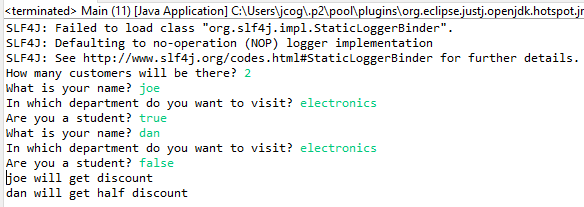 <terminated> Main (11) [Java Application] C:\Users\jcog\.p2\pool\plugins\org.eclipse.justj.openjdk.hotspot.jr
SLF4J: Failed to load class "org.slf4j.impl.StaticLoggerBinder".
SLF4J: Defaulting to no-operation (NOP) logger implementation
SLF4J: See http://www.slf4j.org/codes.html#StaticLoggerBinder for further details.
How many customers will be there? 2
What is your name? joe
In which department do you want to visit? electronics
Are you a student? true
What is your name? dan
In which department do you want to visit? electronics
Are you a student? false
joe will get discount
dan will get half discount